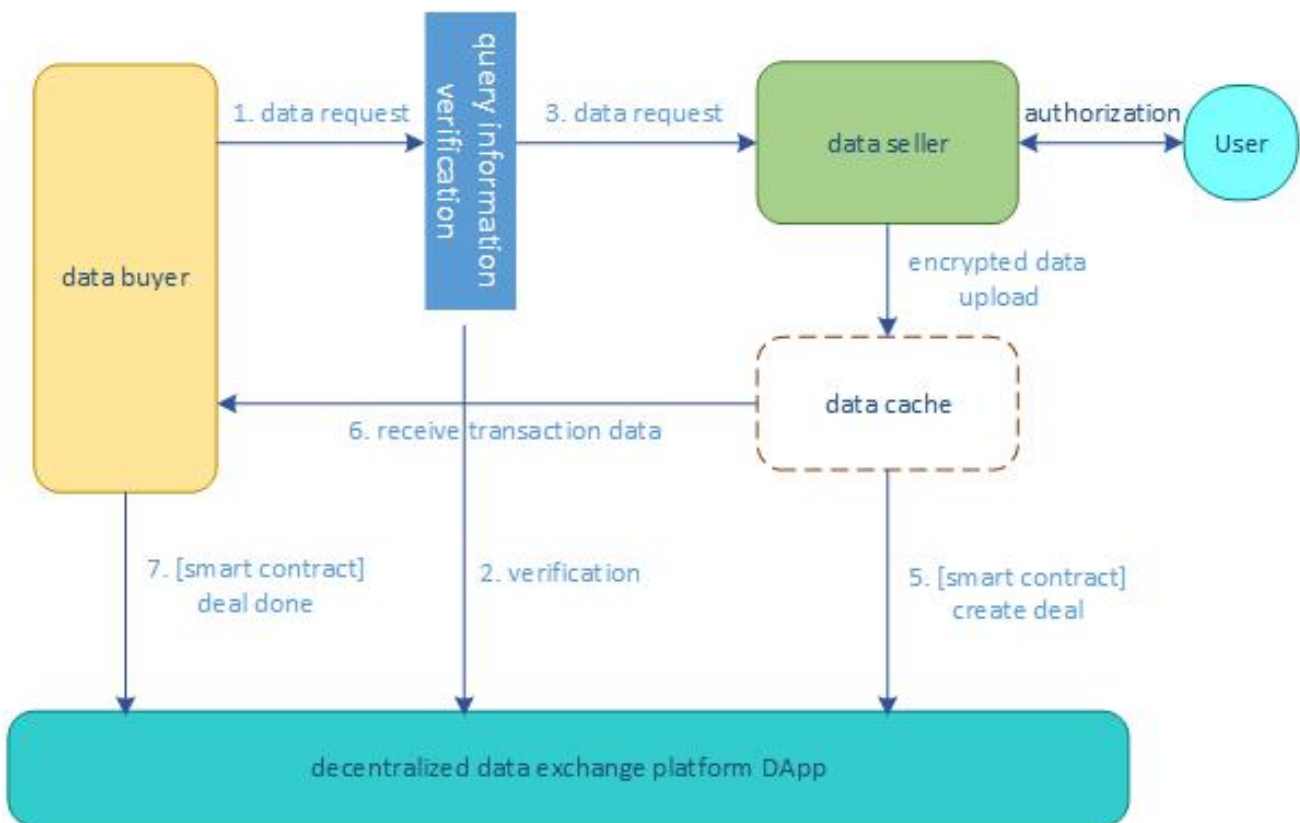 query information
verification
1. data request
3. data request
authorization
data seller
User
data buyer
encrypted data
upload
data cache
6. receive transaction data
7. [smart contract]
deal done
2. verification
5. [smart contract]
create deal
decentralized data exchange platform DApp